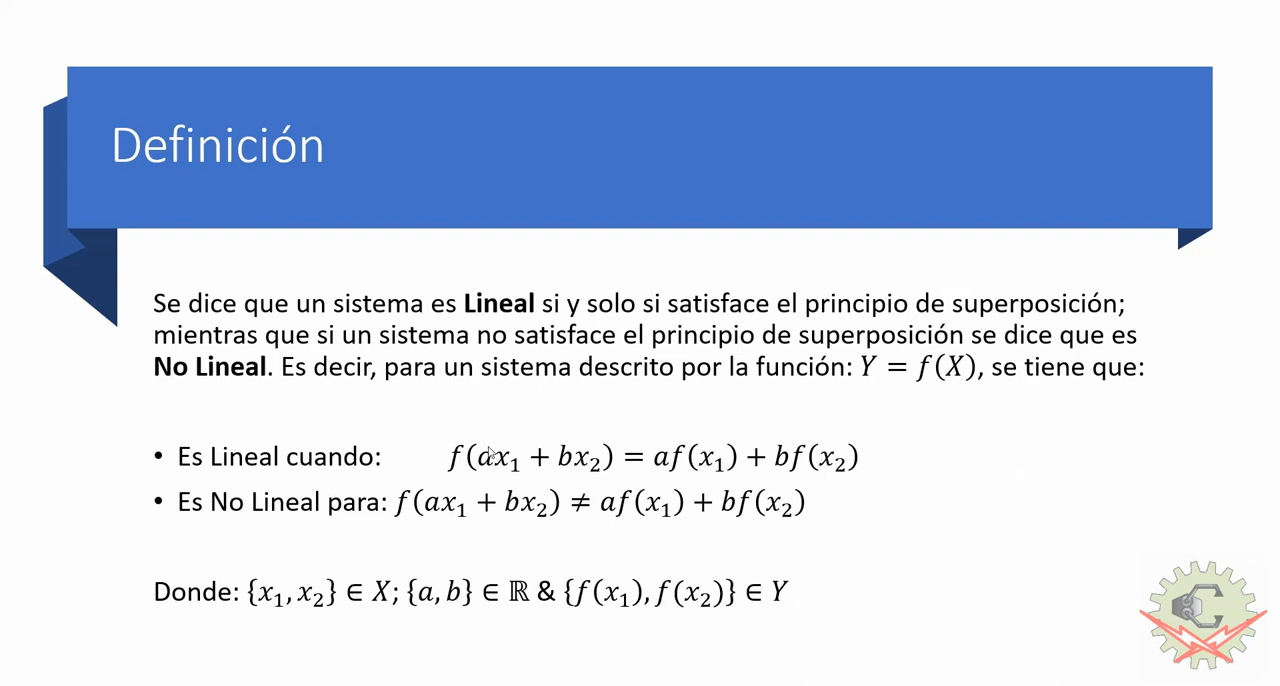 Definición
Se dice que un sistema es Lineal si y solo si satisface el principio de superposición;
mientras que si un sistema no satisface el principio de superposición se dice que es
No Lineal. Es decir, para un sistema descrito por la función: Y = f(X), se tiene que:
• Es Lineal cuando: f(ax₁ + bx₂) = af(x₁) + bf(x₂)
• Es No Lineal para: f(ax₁ + bx₂) ≠ af(x₁) + bf(x₂)
Donde: {x₁, x₂} ∈ X; {a, b} ∈ ℝ & {f(x₁), f(x₂)} ∈ Y